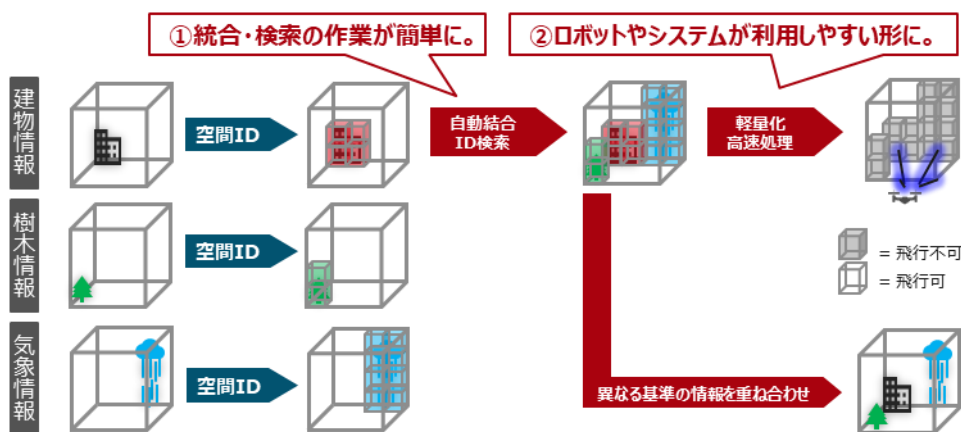 ①統合・検索の作業が簡単に。
②ロボットやシステムが利用しやすい形に。
建物情報
空間ID
自動結合
ID検索
軽量化
高速処理
樹木情報
空間ID
= 飛行不可
= 飛行可
気象情報
空間ID
異なる基準の情報を重ね合わせ